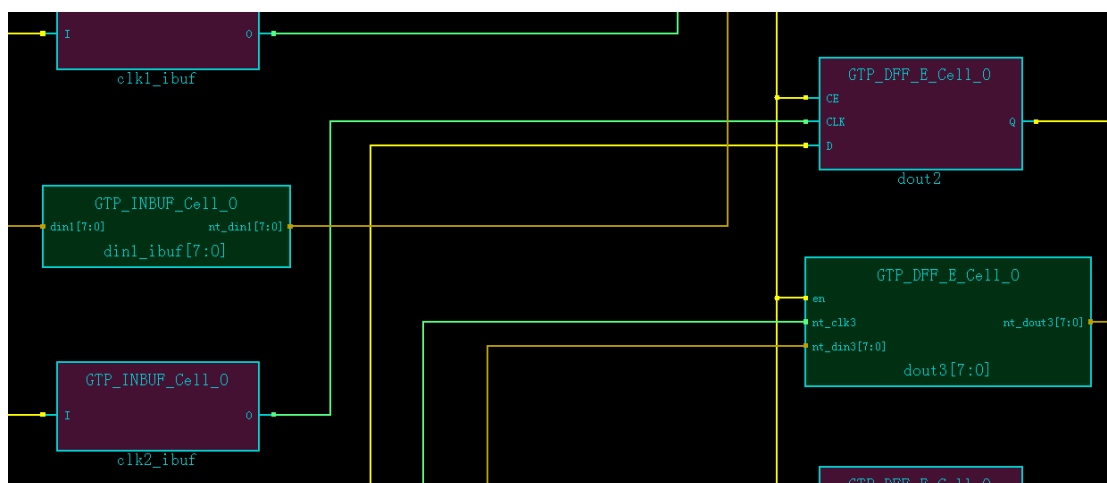 I
O
clk1_ibuf
GTP_DFF_E_Cell_0
CE
CLK
Q
D
dout2
GTP_INBUF_Cell_0
din1[7:0]
nt_din1[7:0]
din1_ibuf[7:0]
GTP_DFF_E_Cell_0
en
nt_clk3
nt_dout3[7:0]
nt_din3[7:0]
dout3[7:0]
GTP_INBUF_Cell_0
I
O
clk2_ibuf
GTP_DFF_E_Cell_0